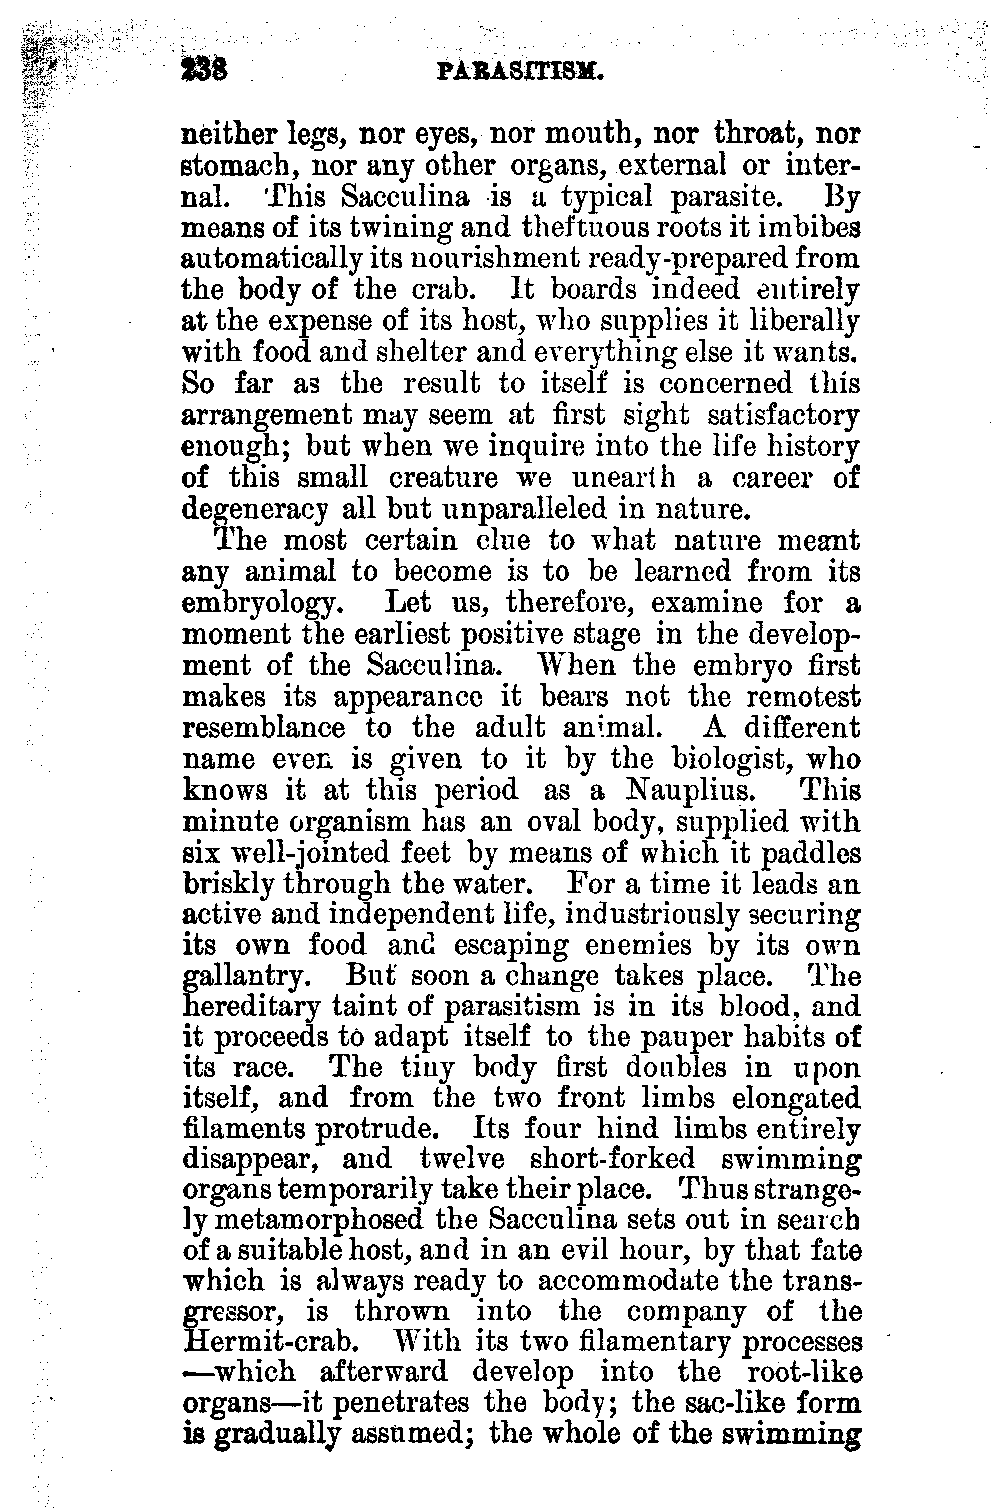 238 PARASITISM.
neither legs, nor eyes, nor mouth, nor throat, nor
stomach, nor any other organs, external or inter-
nal. This Sacculina is a typical parasite. By
means of its twining and theftuous roots it imbibes
automatically its nourishment ready-prepared from
the body of the crab. It boards indeed entirely
at the expense of its host, who supplies it liberally
with food and shelter and everything else it wants.
So far as the result to itself is concerned this
arrangement may seem at first sight satisfactory
enough; but when we inquire into the life history
of this small creature we unearth a career of
degeneracy all but unparalleled in nature.
The most certain clue to what nature meant
any animal to become is to be learned from its
embryology. Let us, therefore, examine for a
moment the earliest positive stage in the develop-
ment of the Sacculina. When the embryo first
makes its appearance it bears not the remotest
resemblance to the adult animal. A different
name even is given to it by the biologist, who
knows it at this period as a Nauplius. This
minute organism has an oval body, supplied with
six well-jointed feet by means of which it paddles
briskly through the water. For a time it leads an
active and independent life, industriously securing
its own food and escaping enemies by its own
gallantry. But soon a change takes place. The
hereditary taint of parasitism is in its blood, and
it proceeds to adapt itself to the pauper habits of
its race. The tiny body first doubles in upon
itself, and from the two front limbs elongated
filaments protrude. Its four hind limbs entirely
disappear, and twelve short-forked swimming
organs temporarily take their place. Thus strange-
ly metamorphosed the Sacculina sets out in search
of a suitable host, and in an evil hour, by that fate
which is always ready to accommodate the trans-
gressor, is thrown into the company of the
Hermit-crab. With its two filamentary processes
—which afterward develop into the root-like
organs—it penetrates the body; the sac-like form
is gradually assumed; the whole of the swimming